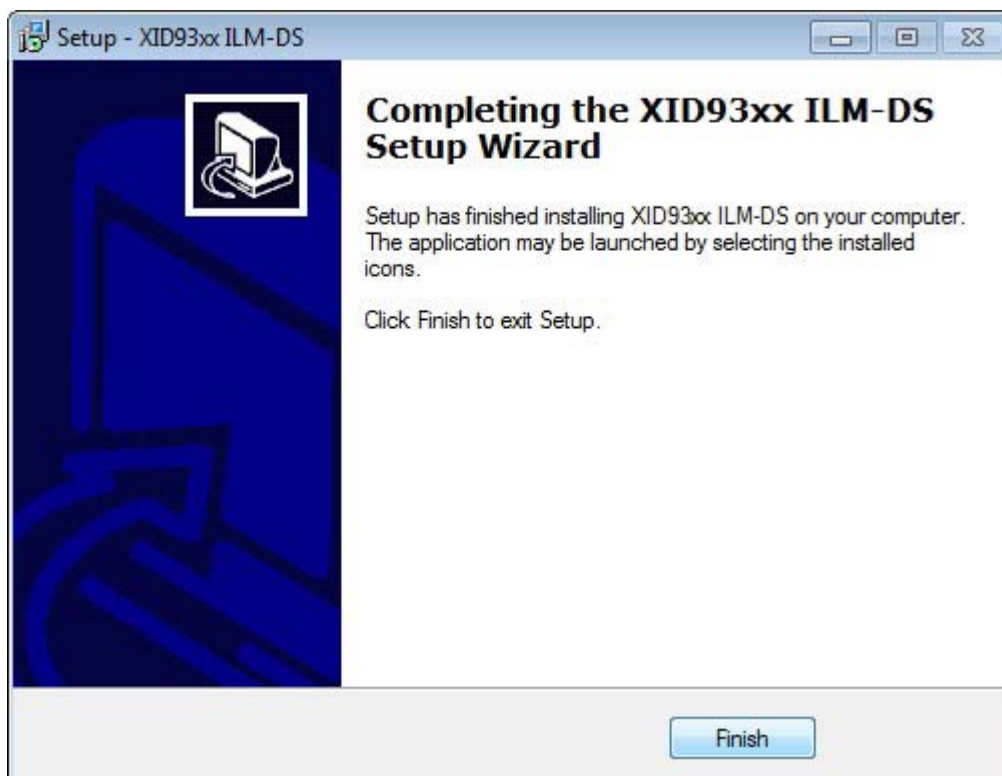 Setup - XID93xx ILM-DS
Completing the XID93xx ILM-DS
Setup Wizard
Setup has finished installing XID93xx ILM-DS on your computer.
The application may be launched by selecting the installed
icons.
Click Finish to exit Setup.
Finish